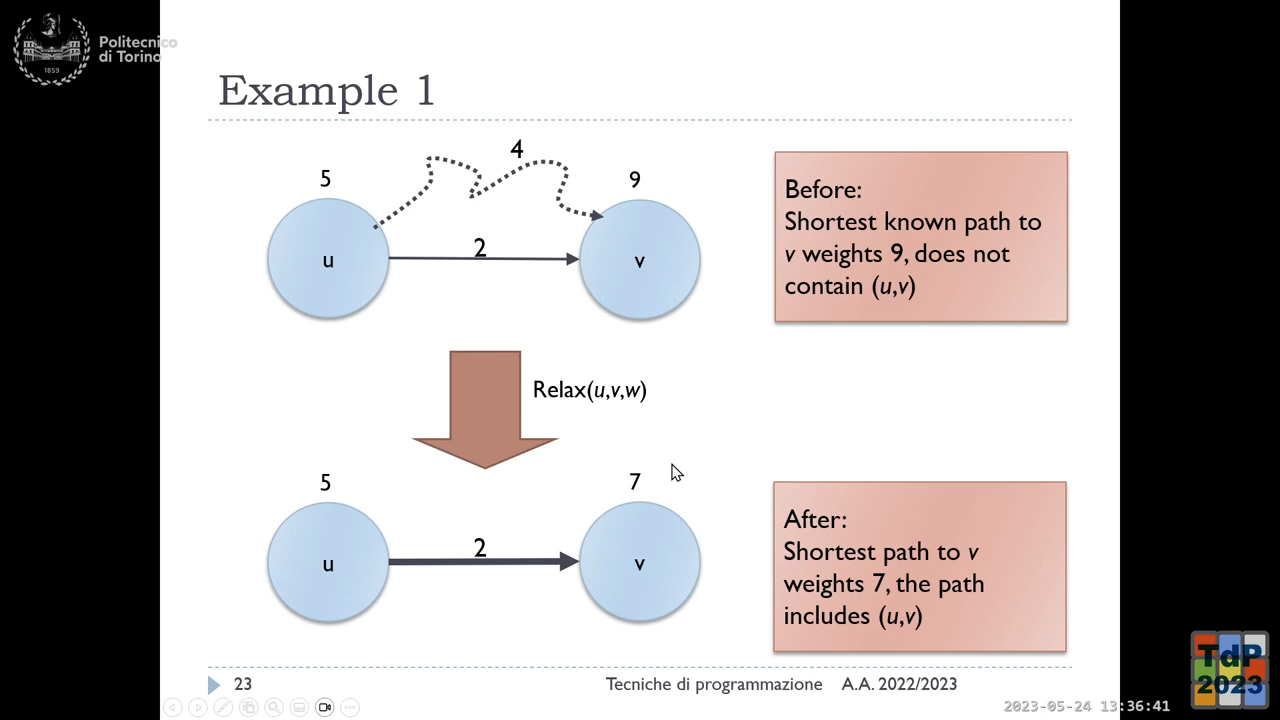 Politecnico
di Torino
1859
Example 1
4
5
9
2
u
v
Before:
Shortest known path to
v weights 9, does not
contain (u,v)
Relax(u,v,w)
5
7
2
u
v
After:
Shortest path to v
weights 7, the path
includes (u,v)
23
Tecniche di programmazione A.A. 2022/2023
TdP
2023
2023-05-24 13:36:41